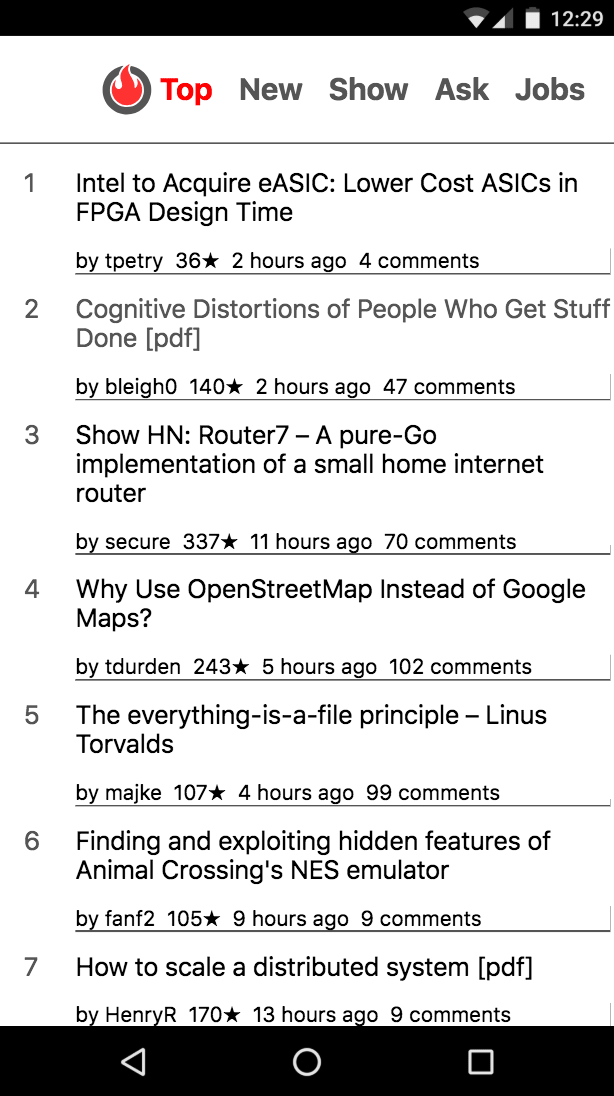 12:29
Top New Show Ask Jobs
1 Intel to Acquire eASIC: Lower Cost ASICs in
FPGA Design Time
by tpetry 36★ 2 hours ago 4 comments
2 Cognitive Distortions of People Who Get Stuff
Done [pdf]
by bleigh0 140★ 2 hours ago 47 comments
3 Show HN: Router7 – A pure-Go
implementation of a small home internet
router
by secure 337★ 11 hours ago 70 comments
4 Why Use OpenStreetMap Instead of Google
Maps?
by tdurden 243★ 5 hours ago 102 comments
5 The everything-is-a-file principle – Linus
Torvalds
by majke 107★ 4 hours ago 99 comments
6 Finding and exploiting hidden features of
Animal Crossing's NES emulator
by fanf2 105★ 9 hours ago 9 comments
7 How to scale a distributed system [pdf]
by HenryR 170★ 13 hours ago 9 comments